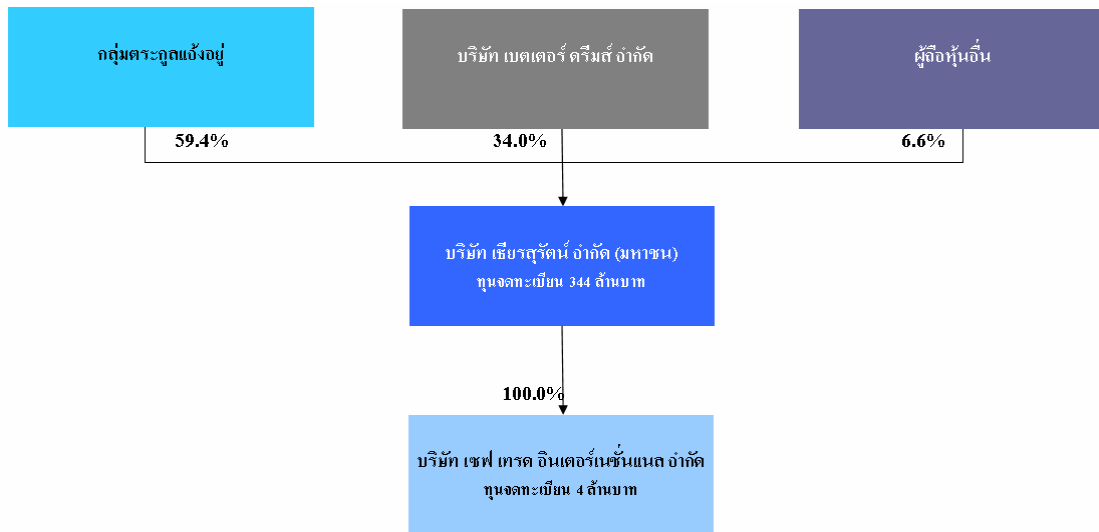 กลุ่มตระกูลแจ้งอยู่
บริษัท เบตเตอร์ ดรีมส์ จำกัด
ผู้ถือหุ้นอื่น
59.4%
34.0%
6.6%
บริษัท เธียรสุรัตน์ จำกัด (มหาชน)
ทุนจดทะเบียน 344 ล้านบาท
100.0%
บริษัท เซฟ เทรด อินเตอร์เนชั่นแนล จำกัด
ทุนจดทะเบียน 4 ล้านบาท